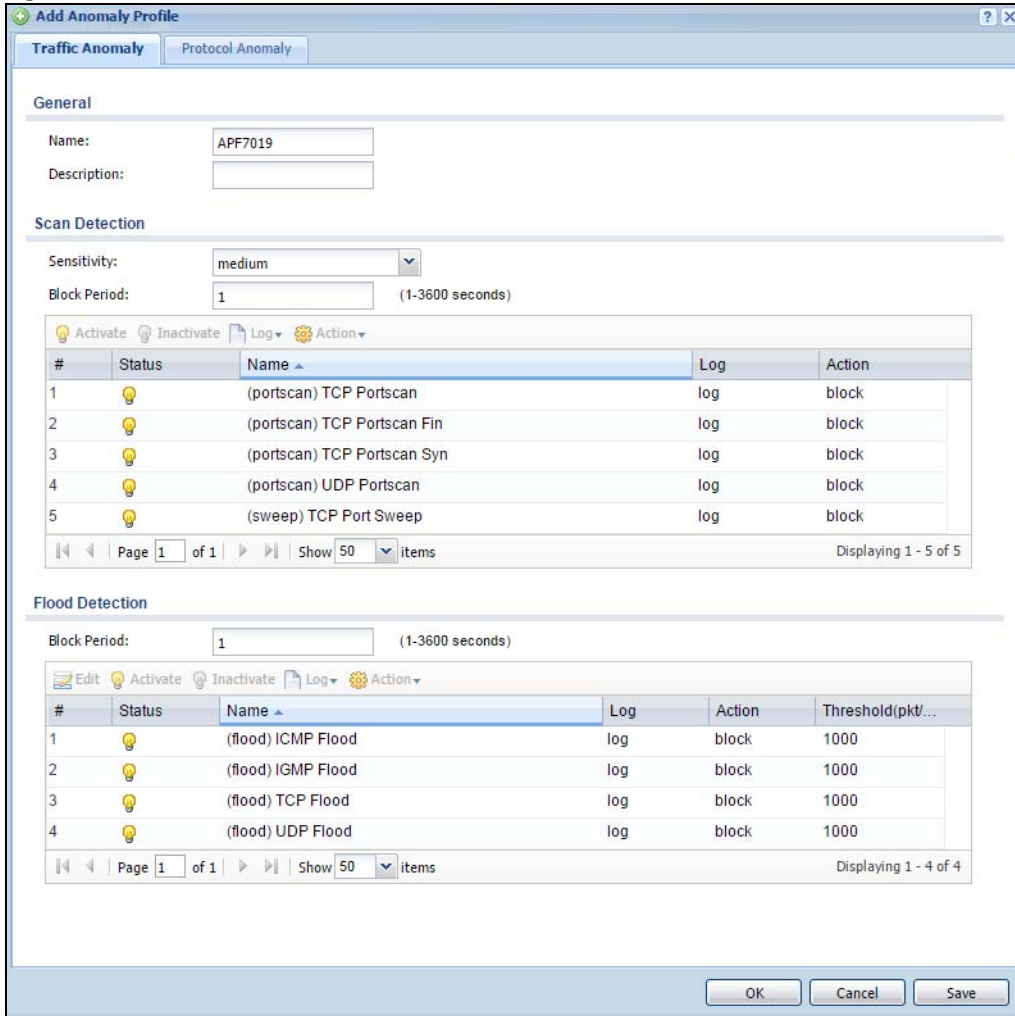 Add Anomaly Profile ?
Traffic Anomaly Protocol Anomaly
General
Name: APF7019
Description:
Scan Detection
Sensitivity: medium
Block Period: 1 (1-3600 seconds)
Activate Inactivate Log Action
# Status Name Log Action
1 (portscan) TCP Portscan log block
2 (portscan) TCP Portscan Fin log block
3 (portscan) TCP Portscan Syn log block
4 (portscan) UDP Portscan log block
5 (sweep) TCP Port Sweep log block
Page 1 of 1 Show 50 items Displaying 1 - 5 of 5
Flood Detection
Block Period: 1 (1-3600 seconds)
Edit Activate Inactivate Log Action
# Status Name Log Action Threshold(pkt/...
1 (flood) ICMP Flood log block 1000
2 (flood) IGMP Flood log block 1000
3 (flood) TCP Flood log block 1000
4 (flood) UDP Flood log block 1000
Page 1 of 1 Show 50 items Displaying 1 - 4 of 4
OK Cancel Save